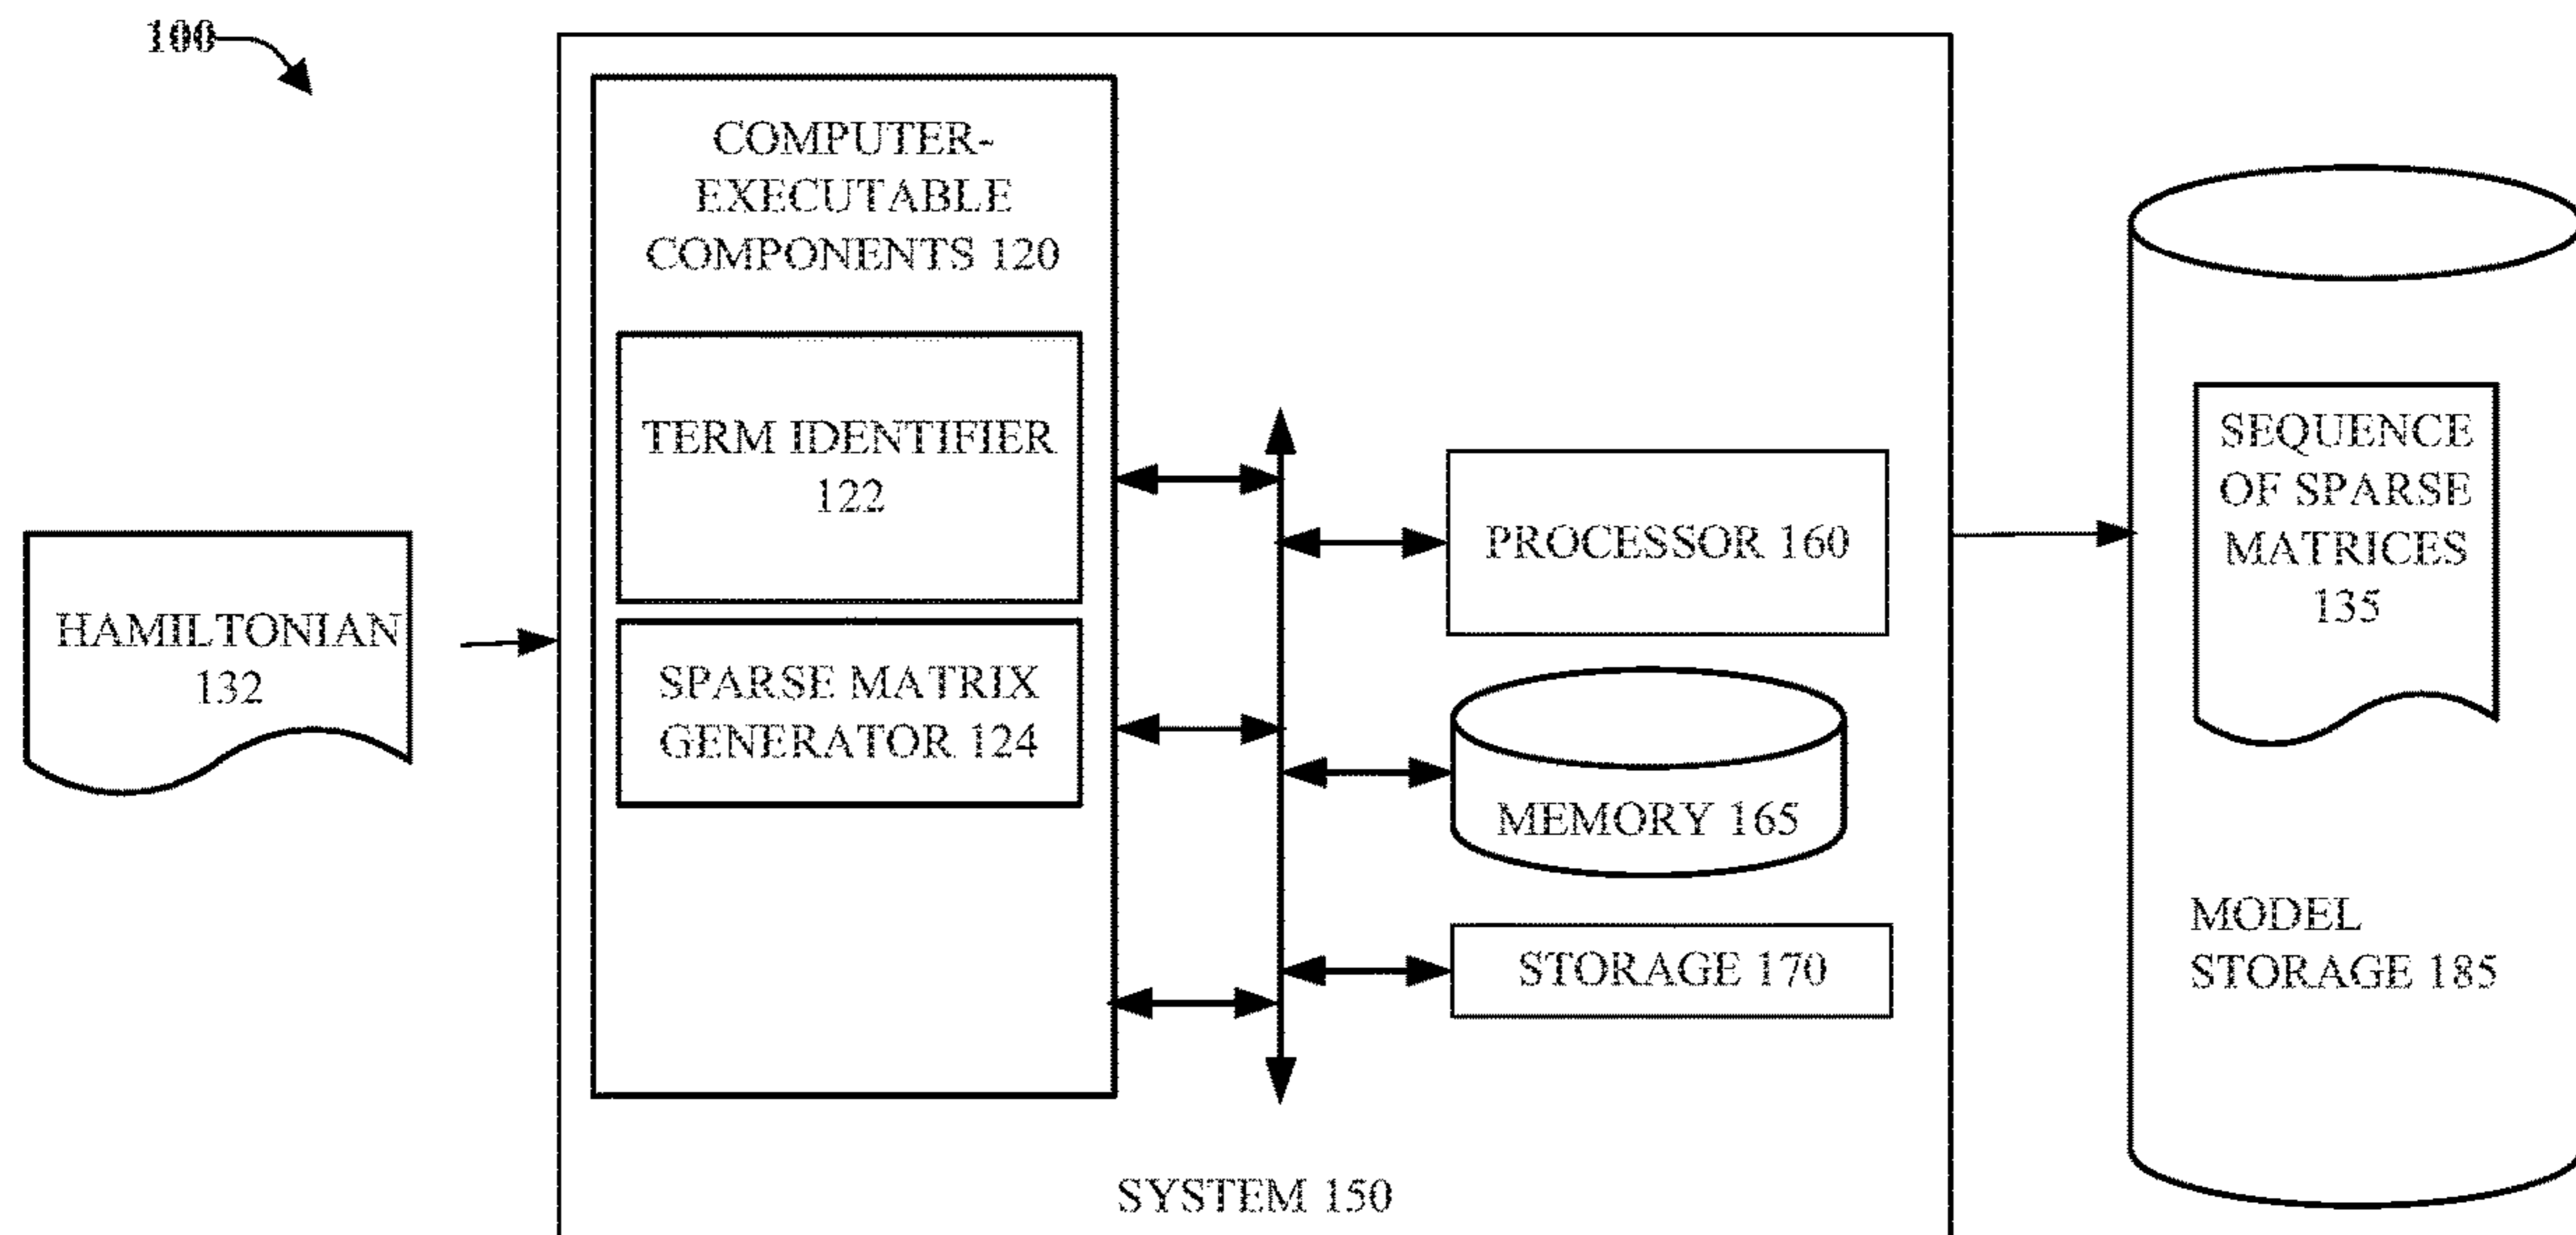 100
COMPUTER-
EXECUTABLE
COMPONENTS 120
TERM IDENTIFIER
122
SPARSE MATRIX
GENERATOR 124
HAMILTONIAN
132
PROCESSOR 160
MEMORY 165
STORAGE 170
SYSTEM 150
SEQUENCE
OF SPARSE
MATRICES
135
MODEL
STORAGE 185